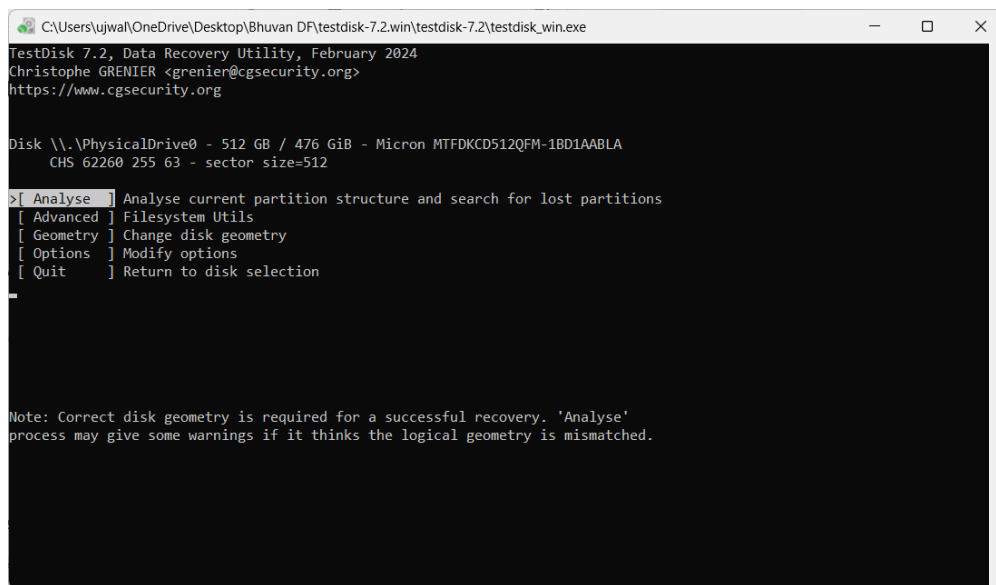 C:\Users\ujwal\OneDrive\Desktop\Bhuvan DF\testdisk-7.2.win\testdisk-7.2\testdisk_win.exe
TestDisk 7.2, Data Recovery Utility, February 2024
Christophe GRENIER <grenier@cgsecurity.org>
https://www.cgsecurity.org
Disk \\.\PhysicalDrive0 - 512 GB / 476 GiB - Micron MTFDKCD512QFM-1BD1AABLA
CHS 62260 255 63 - sector size=512
>[ Analyse  ] Analyse current partition structure and search for lost partitions
[ Advanced ] Filesystem Utils
[ Geometry ] Change disk geometry
[ Options  ] Modify options
[ Quit     ] Return to disk selection
Note: Correct disk geometry is required for a successful recovery. 'Analyse'
process may give some warnings if it thinks the logical geometry is mismatched.